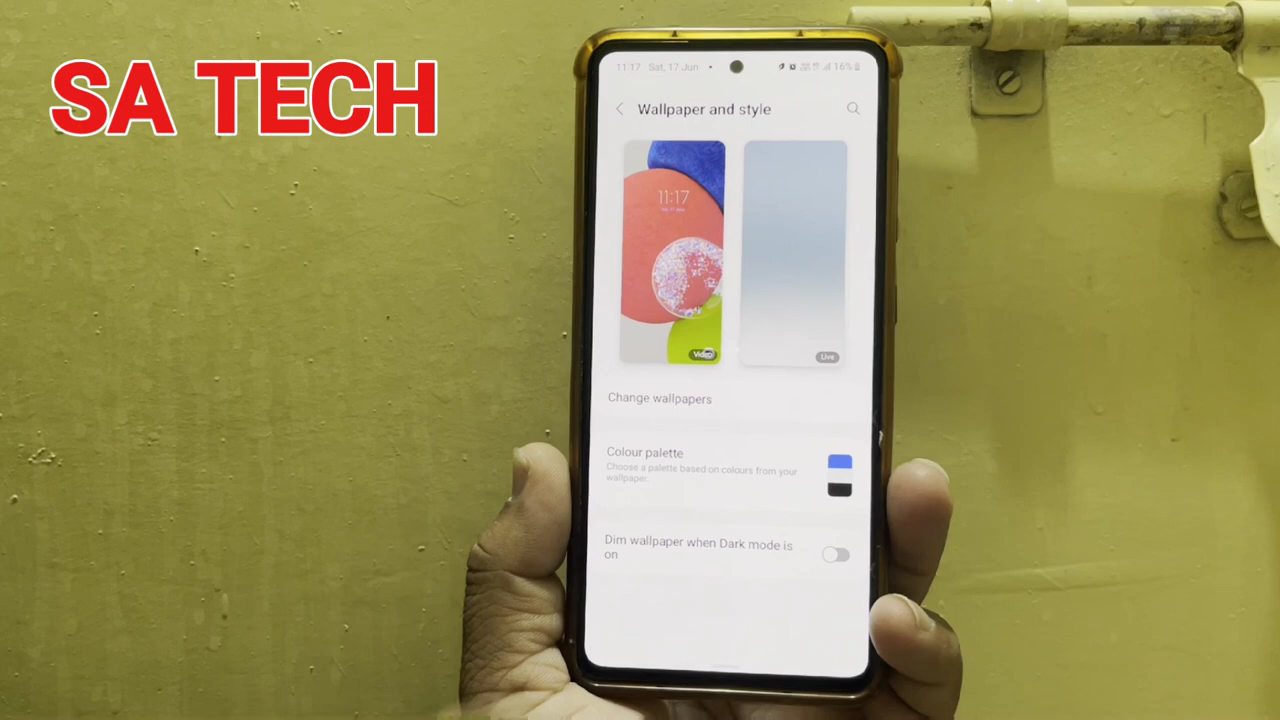 SA TECH
11:17 Sat, 17 Jun • 16%
Wallpaper and style
11:17
Video
Live
Change wallpapers
Colour palette
Choose a palette based on colours from your
wallpaper.
Dim wallpaper when Dark mode is
on